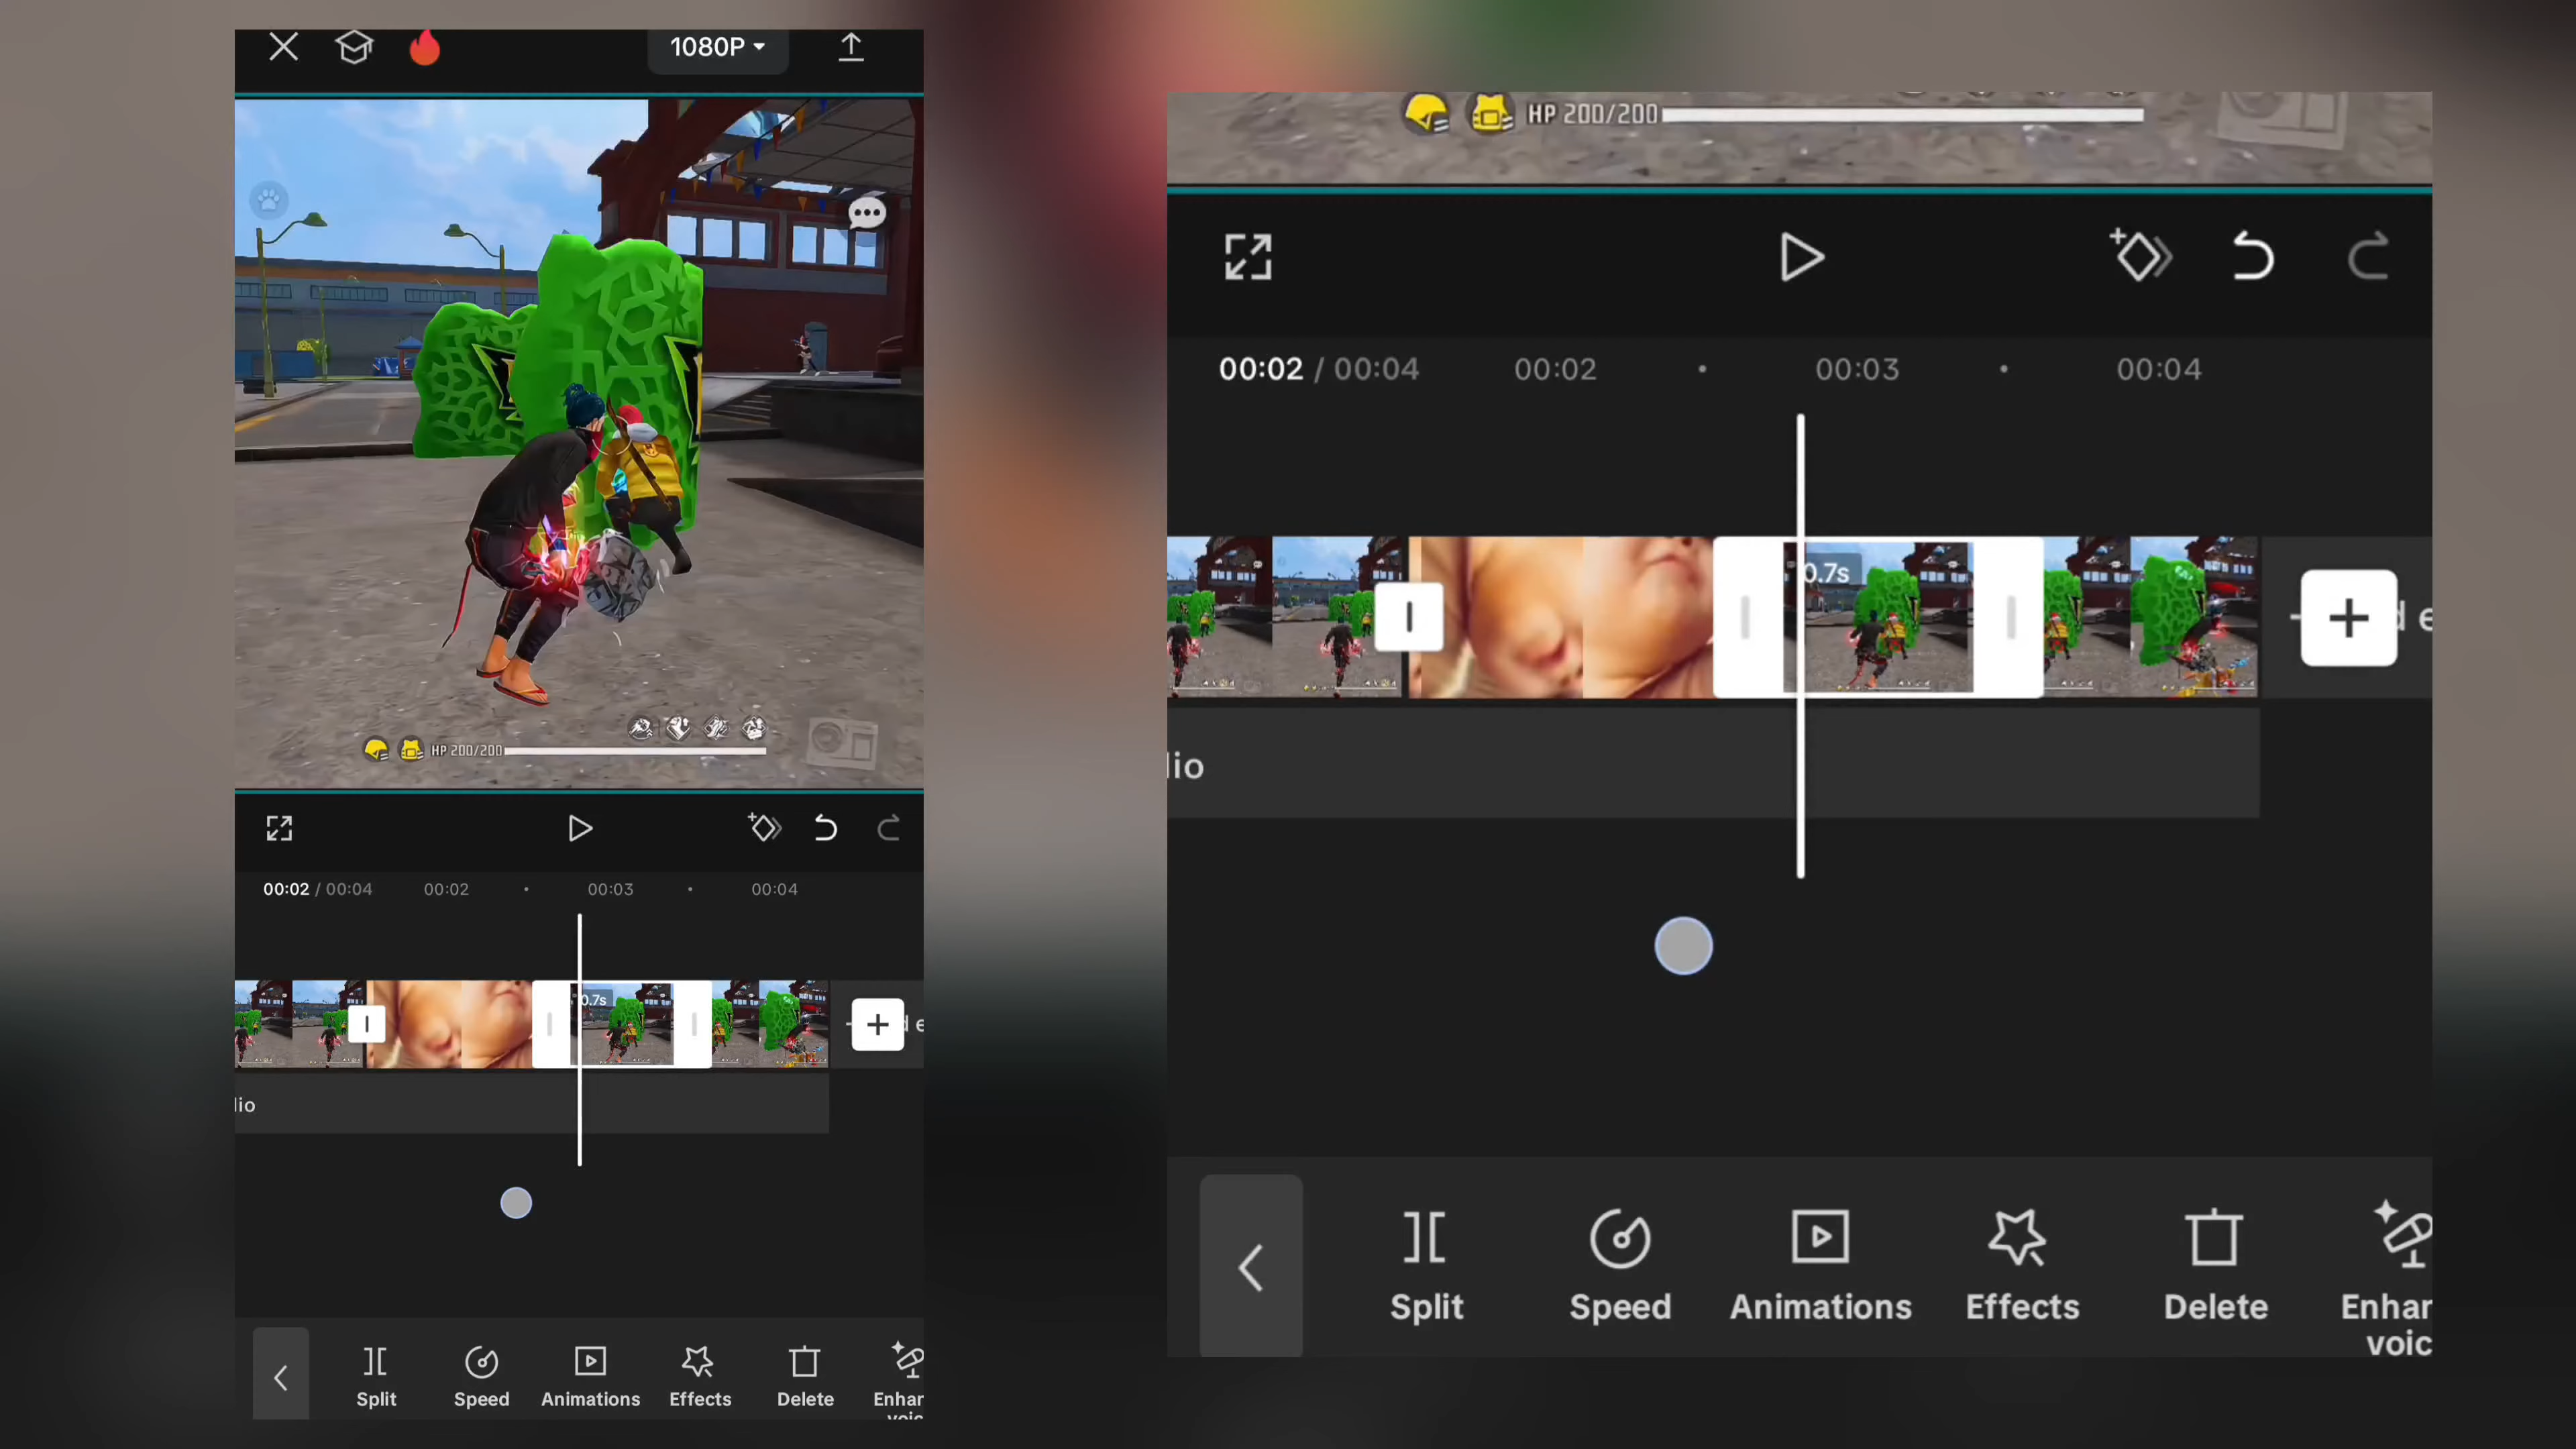 1080P
HP 200/200
00:02 / 00:04 00:02 00:03 00:04
0.7s
d e
lio
Split Speed Animations Effects Delete Enhan
voic
HP 200/200
00:02 / 00:04 00:02 00:03 00:04
0.7s
d e
lio
Split Speed Animations Effects Delete Enhar
voic